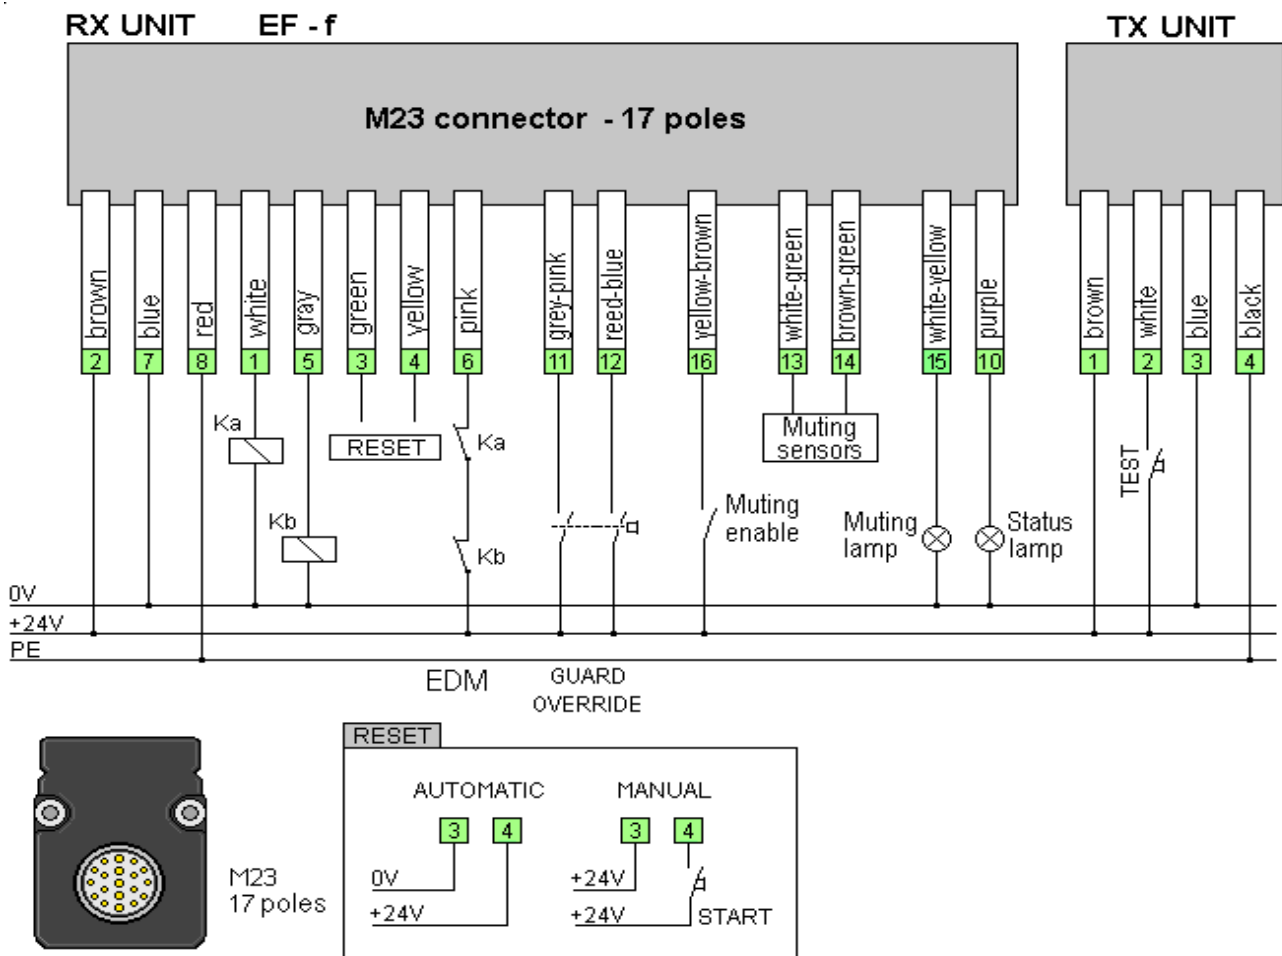 RX UNIT EF - f TX UNIT
M23 connector - 17 poles
brown blue red white gray green yellow pink grey-pink reed-blue yellow-brown white-green brown-green white-yellow purple brown white blue black
2 7 8 1 5 3 4 6 11 12 16 13 14 15 10 1 2 3 4
Ka
RESET
Ka
Muting
sensors
TEST
Kb
Kb
Muting
enable
Muting
lamp
Status
lamp
0V
+24V
PE
EDM
GUARD
OVERRIDE
RESET
AUTOMATIC MANUAL
3 4 3 4
0V +24V
+24V +24V START
M23
17 poles